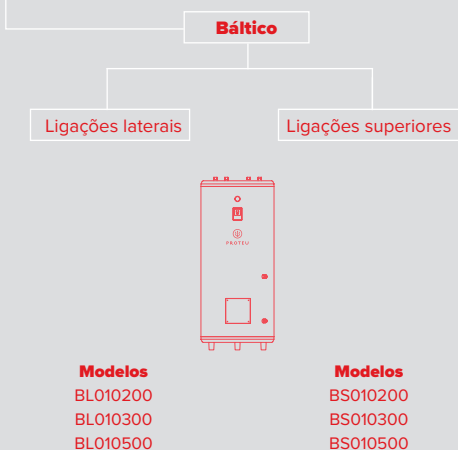 Báltico
Ligações laterais
Ligações superiores
PROTEU
Modelos
BL010200
BL010300
BL010500
Modelos
BS010200
BS010300
BS010500